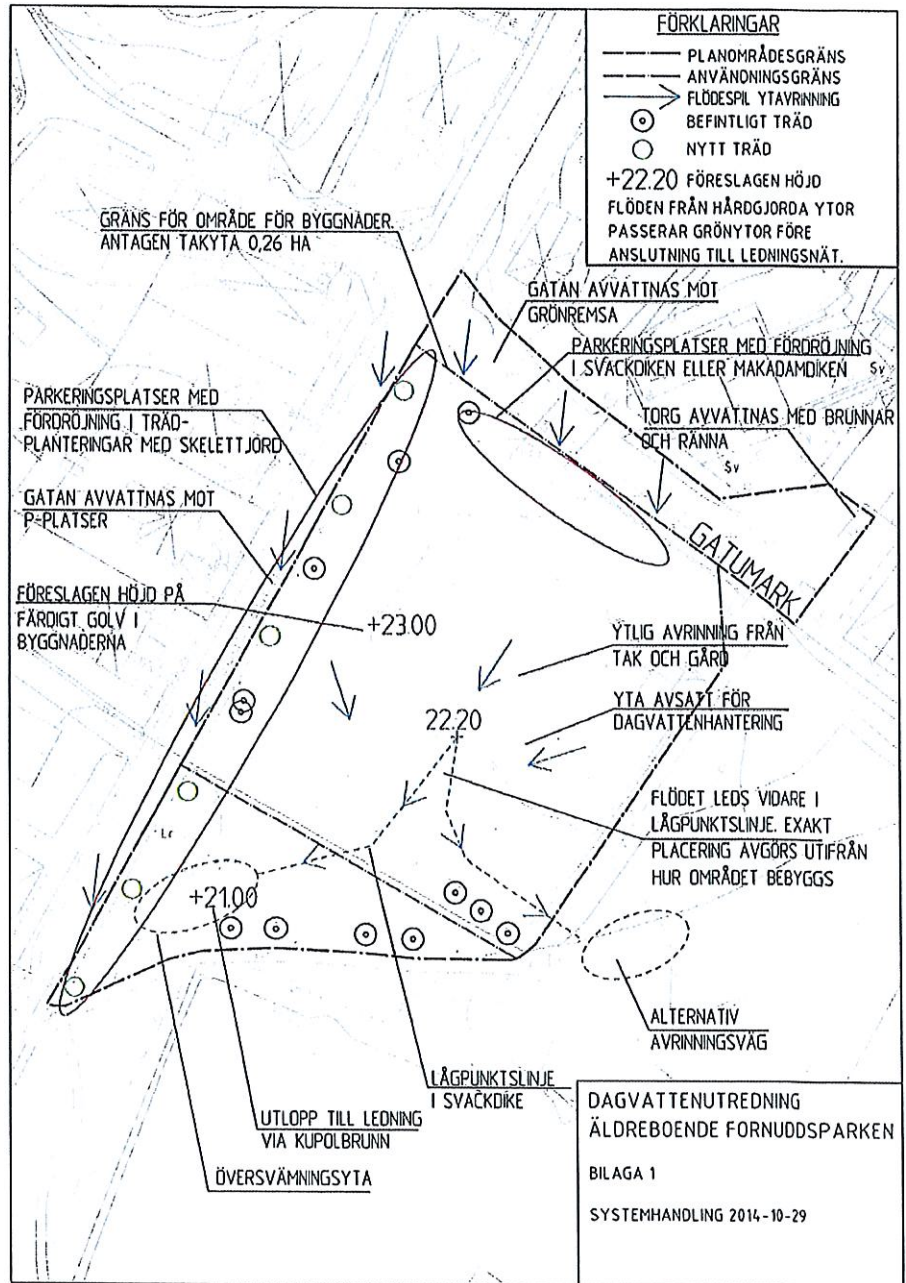 FÖRKLARINGAR
PLANOMRÅDESGRÄNS
ANVÄNDNINGSGRÄNS
FLÖDESPIL YTAVRINNING
BEFINTLIGT TRÄD
NYTT TRÄD
+22.20 FÖRESLAGEN HÖJD
FLÖDEN FRÅN HÅRDGJORDA YTOR
PASSERAR GRÖNYTOR FÖRE
ANSLUTNING TILL LEDNINGSNÄT.
GRÄNS FÖR OMRÅDE FÖR BYGGNADER.
ANTAGEN TAKYTA 0,26 HA
GATAN AVVATTNAS MOT
GRÖNREMSA
PARKERINGSPLATSER MED FÖRDRÖJNING
I SVACKDIKEN ELLER MAKADAMDIKEN
Sv
PARKERINGSPLATSER MED
FÖRDRÖJNING I TRÄD-
PLANTERINGAR MED SKELETTJORD
TORG AVVATTNAS MED BRUNNAR
OCH RÄNNA
Sv
GATAN AVVATTNAS MOT
P-PLATSER
GATUMARK
FÖRESLAGEN HÖJD PÅ
FÄRDIGT GOLV I
BYGGNADERNA
+23.00
YTLIG AVRINNING FRÅN
TAK OCH GÅRD
YTA AVSATT FÖR
DAGVATTENHANTERING
22.20
FLÖDET LEDS VIDARE I
LÅGPUNKTSLINJE. EXAKT
PLACERING AVGÖRS UTIFRÅN
HUR OMRÅDET BEBYGGS
Lr
+21.00
ALTERNATIV
AVRINNINGSVÄG
LÅGPUNKTSLINJE
I SVACKDIKE
UTLOPP TILL LEDNING
VIA KUPOLBRUNN
ÖVERSVÄMNINGSYTA
DAGVATTENUTREDNING
ÄLDREBOENDE FORNUDDSPARKEN
BILAGA 1
SYSTEMHANDLING 2014-10-29